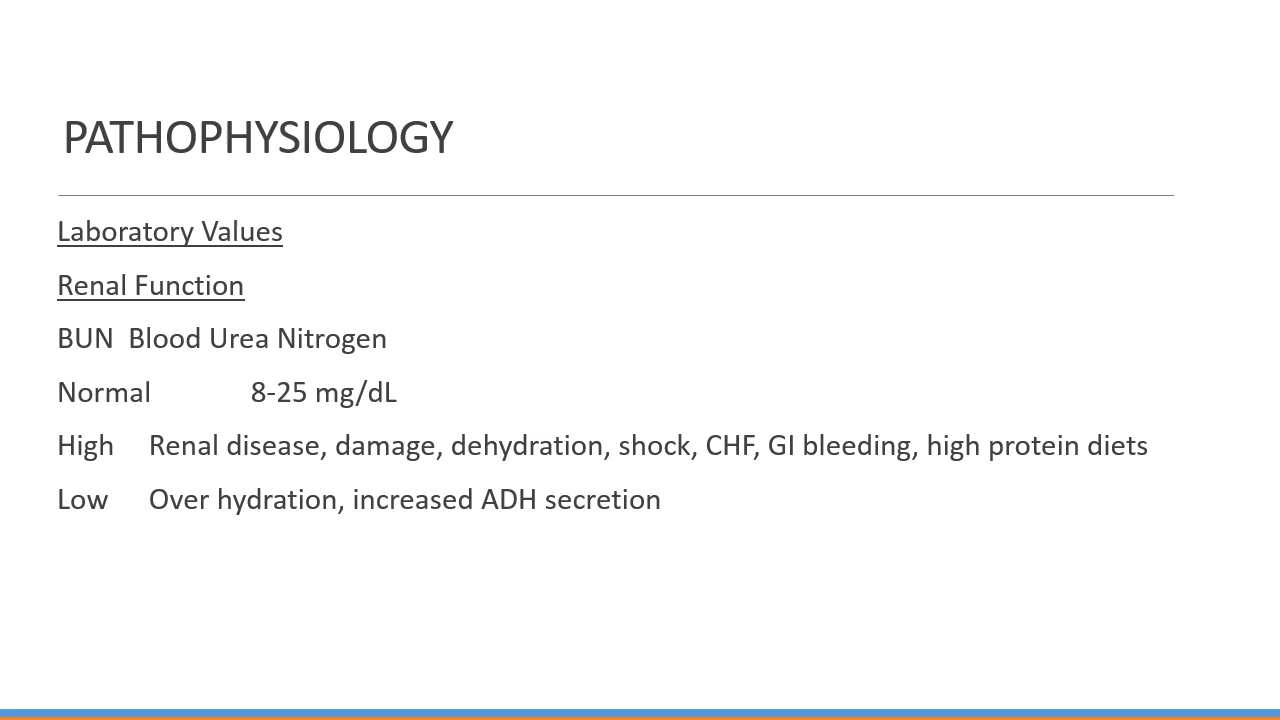 PATHOPHYSIOLOGY
Laboratory Values
Renal Function
BUN  Blood Urea Nitrogen
Normal 8-25 mg/dL
High Renal disease, damage, dehydration, shock, CHF, GI bleeding, high protein diets
Low Over hydration, increased ADH secretion